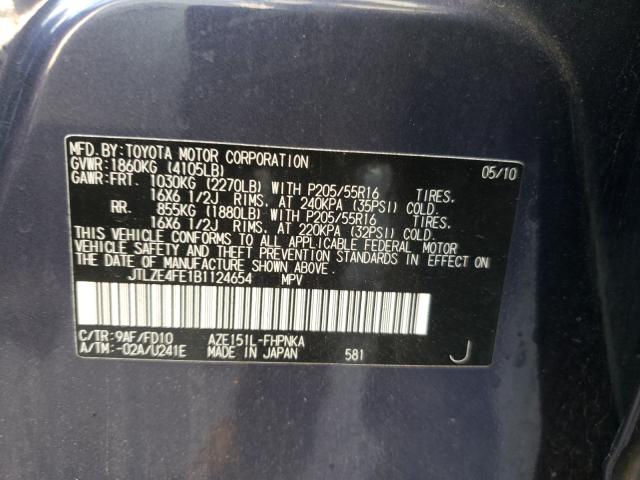 MFD. BY: TOYOTA MOTOR CORPORATION 05/10
GVWR: 1860KG (4105LB)
GAWR: FRT. 1030KG (2270LB) WITH P205/55R16 TIRES.
16X6 1/2J RIMS. AT 240KPA (35PSI) COLD.
RR. 855KG (1880LB) WITH P205/55R16 TIRES.
16X6 1/2J RIMS. AT 220KPA (32PSI) COLD.
THIS VEHICLE CONFORMS TO ALL APPLICABLE FEDERAL MOTOR
VEHICLE SAFETY AND THEFT PREVENTION STANDARDS IN EFFECT ON
THE DATE OF MANUFACTURE SHOWN ABOVE.
JTLZE4FE1B1124654 MPV
C/TR: 9AF/FD10 AZE151L-FHPNKA
A/TM: -02A/U241E MADE IN JAPAN 581 J